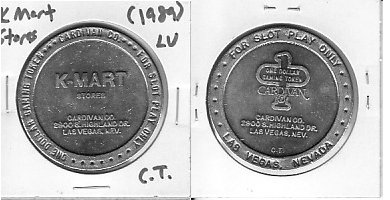 K Mart
Stores
(1989)
LV
C.T.
CARDIVAN CO.
FOR SLOT PLAY ONLY
ONE DOLLAR GAMING TOKEN
K-MART
STORES
CARDIVAN CO.
2900 S. HIGHLAND DR.
LAS VEGAS, NEV.
FOR SLOT PLAY ONLY
ONE DOLLAR
GAMING TOKEN
CARDIVAN
CARDIVAN CO.
2900 S. HIGHLAND DR.
LAS VEGAS, NEV.
C.T.
LAS VEGAS, NEVADA